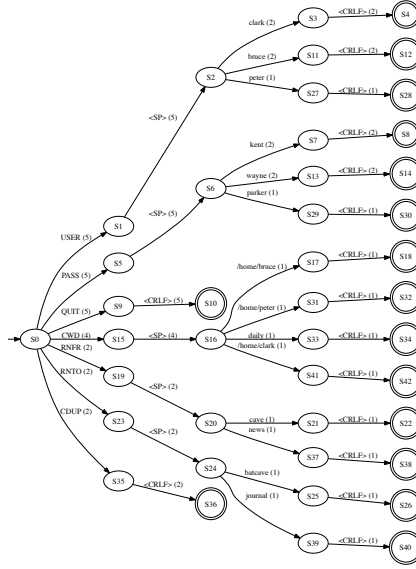 clark (2)
S3
<CRLF> (2)
S4
bruce (2)
S2
S11
<CRLF> (2)
S12
peter (1)
S27
<CRLF> (1)
S28
<SP> (5)
kent (2)
S7
<CRLF> (2)
S8
wayne (2)
S6
S13
<CRLF> (2)
S14
parker (1)
S29
<CRLF> (1)
S30
<SP> (5)
S1
USER (5)
S5
PASS (5)
/home/bruce (1)
S17
<CRLF> (1)
S18
QUIT (5)
S9
<CRLF> (5)
S10
/home/peter (1)
S31
<CRLF> (1)
S32
S0
CWD (4)
S15
<SP> (4)
S16
daily (1)
S33
<CRLF> (1)
S34
RNFR (2)
/home/clark (1)
S41
<CRLF> (1)
S42
RNTO (2)
S19
<SP> (2)
CDUP (2)
S23
<SP> (2)
S20
cave (1)
S21
<CRLF> (1)
S22
news (1)
S37
<CRLF> (1)
S38
S35
<CRLF> (2)
S36
S24
batcave (1)
S25
<CRLF> (1)
S26
journal (1)
S39
<CRLF> (1)
S40